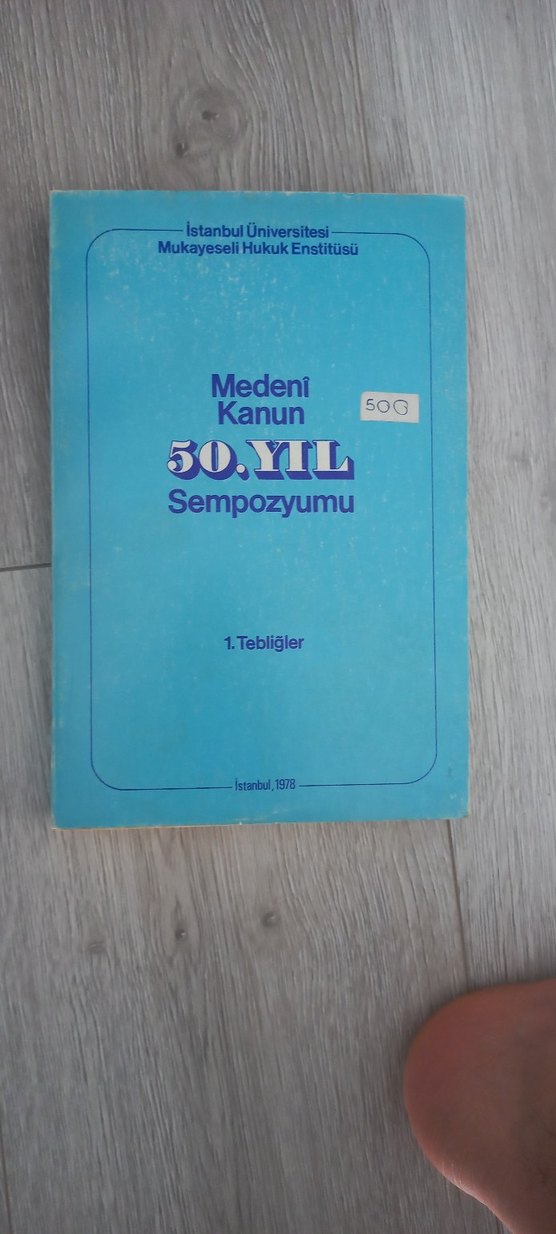 İstanbul Üniversitesi
Mukayeseli Hukuk Enstitüsü
Medenî
Kanun
500
50.YIL
Sempozyumu
1. Tebliğler
İstanbul, 1978